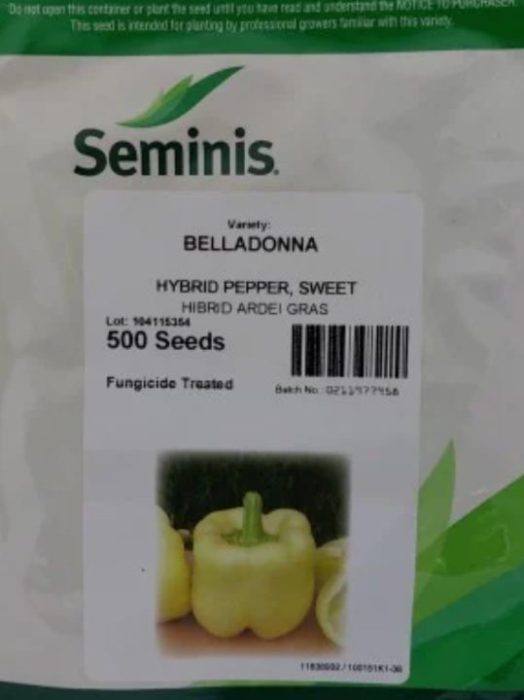 Do not open this container or plant the seed until you have read and understand the NOTICE TO PURCHASER.
This seed is intended for planting by professional growers familiar with this variety.
Seminis
Variety:
BELLADONNA
HYBRID PEPPER, SWEET
HIBRID ARDEI GRAS
Lot: 104115354
500 Seeds
Fungicide Treated
Batch No.: